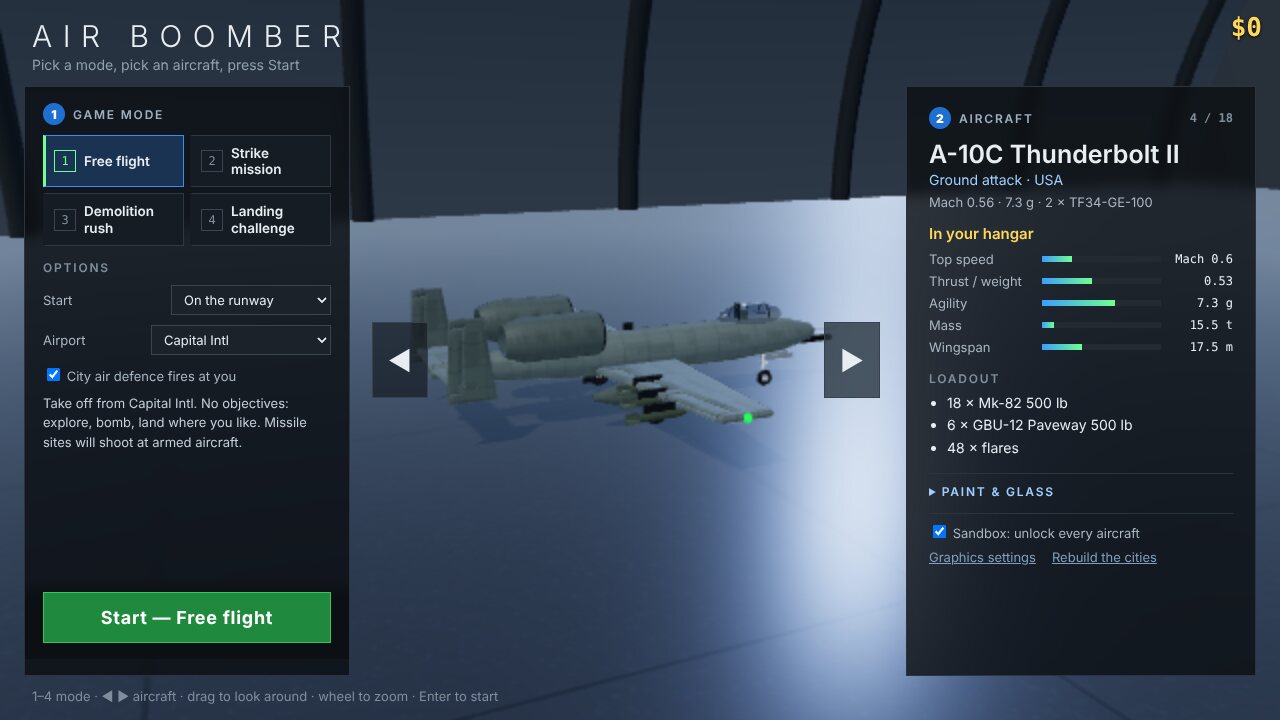 AIR BOOMBER
Pick a mode, pick an aircraft, press Start
$0
1 GAME MODE
1 Free flight
2 Strike mission
3 Demolition rush
4 Landing challenge
OPTIONS
Start On the runway
Airport Capital Intl
City air defence fires at you
Take off from Capital Intl. No objectives:
explore, bomb, land where you like. Missile
sites will shoot at armed aircraft.
Start — Free flight
2 AIRCRAFT 4 / 18
A-10C Thunderbolt II
Ground attack · USA
Mach 0.56 · 7.3 g · 2 × TF34-GE-100
In your hangar
Top speed Mach 0.6
Thrust / weight 0.53
Agility 7.3 g
Mass 15.5 t
Wingspan 17.5 m
LOADOUT
• 18 × Mk-82 500 lb
• 6 × GBU-12 Paveway 500 lb
• 48 × flares
▶ PAINT & GLASS
Sandbox: unlock every aircraft
Graphics settings Rebuild the cities
1–4 mode · ◀ ▶ aircraft · drag to look around · wheel to zoom · Enter to start